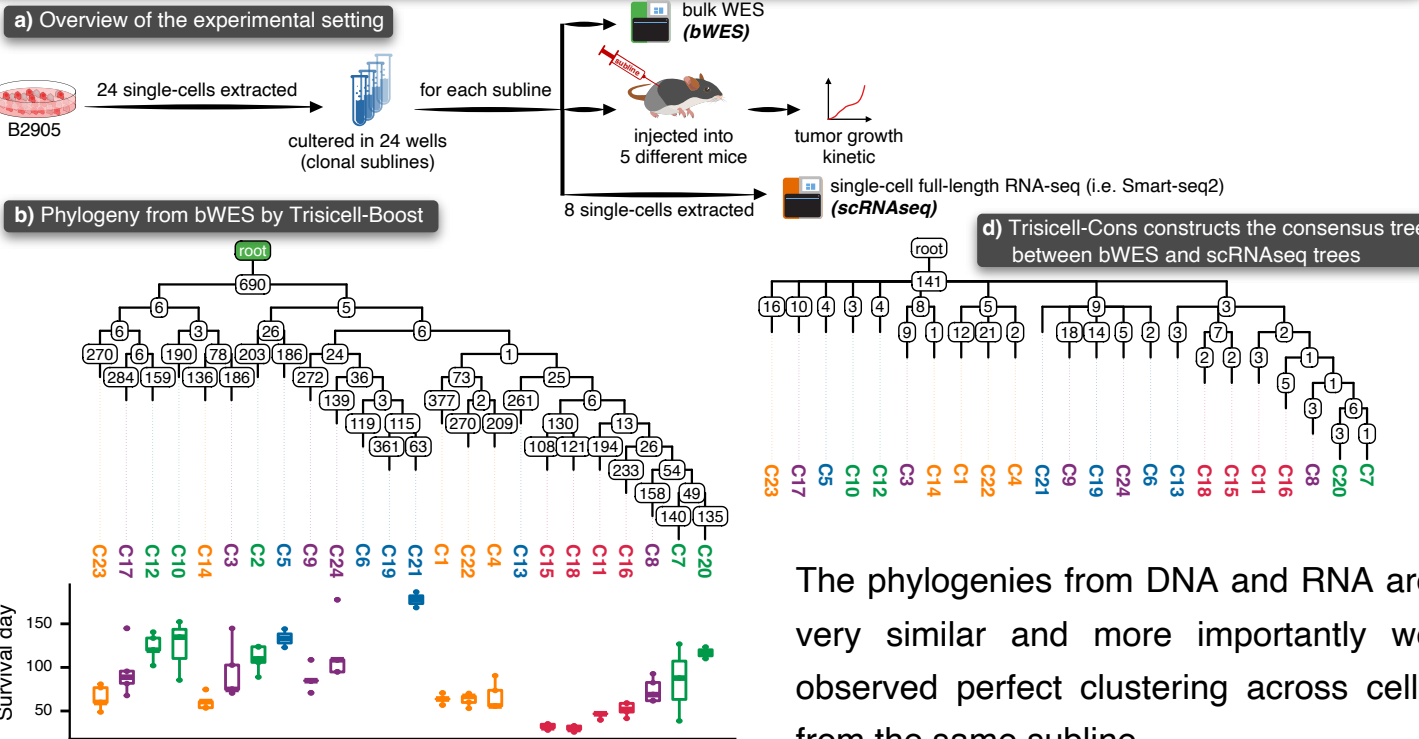 a) Overview of the experimental setting
bulk WES
(bWES)
24 single-cells extracted
for each subline
subline
B2905
cultured in 24 wells
(clonal sublines)
injected into
5 different mice
tumor growth
kinetic
8 single-cells extracted
single-cell full-length RNA-seq (i.e. Smart-seq2)
(scRNAseq)
b) Phylogeny from bWES by Trisicell-Boost
root
690
6 5
6 3 26 6
270 6 190 78 203 186 24 1
284 159 136 186 272 36 73 25
139 3 377 2 261 6
119 115 270 209 130 13
361 63 108 121 194 26
233 54
158 49
140 135
C23 C17 C12 C10 C14 C3 C2 C5 C9 C24 C6 C19 C21 C1 C22 C4 C13 C15 C18 C11 C16 C8 C7 C20
Survival day
150
100
50
d) Trisicell-Cons constructs the consensus tree
between bWES and scRNAseq trees
root
141
16 10 4 3 4 8 5 9 3
9 1 12 21 2 18 14 5 2 3 7 2
2 2 3 1
5 1
3 6
3 1
C23 C17 C5 C10 C12 C3 C14 C1 C22 C4 C21 C9 C19 C24 C6 C13 C18 C15 C11 C16 C8 C20 C7
The phylogenies from DNA and RNA are
very similar and more importantly we
observed perfect clustering across cell
from the same subline